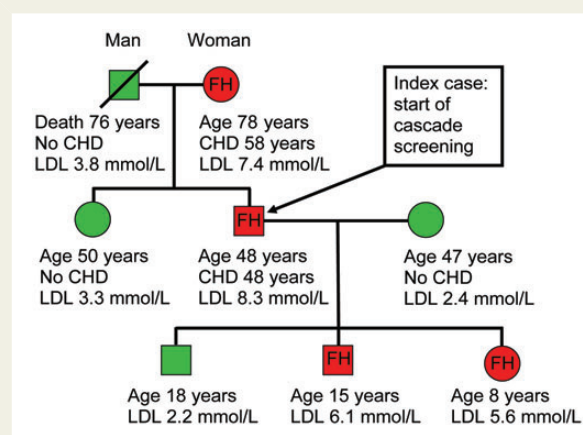 Man
Woman
FH
Index case:
start of
cascade
screening
Death 76 years
No CHD
LDL 3.8 mmol/L
Age 78 years
CHD 58 years
LDL 7.4 mmol/L
FH
Age 50 years
No CHD
LDL 3.3 mmol/L
Age 48 years
CHD 48 years
LDL 8.3 mmol/L
Age 47 years
No CHD
LDL 2.4 mmol/L
FH
FH
Age 18 years
LDL 2.2 mmol/L
Age 15 years
LDL 6.1 mmol/L
Age 8 years
LDL 5.6 mmol/L